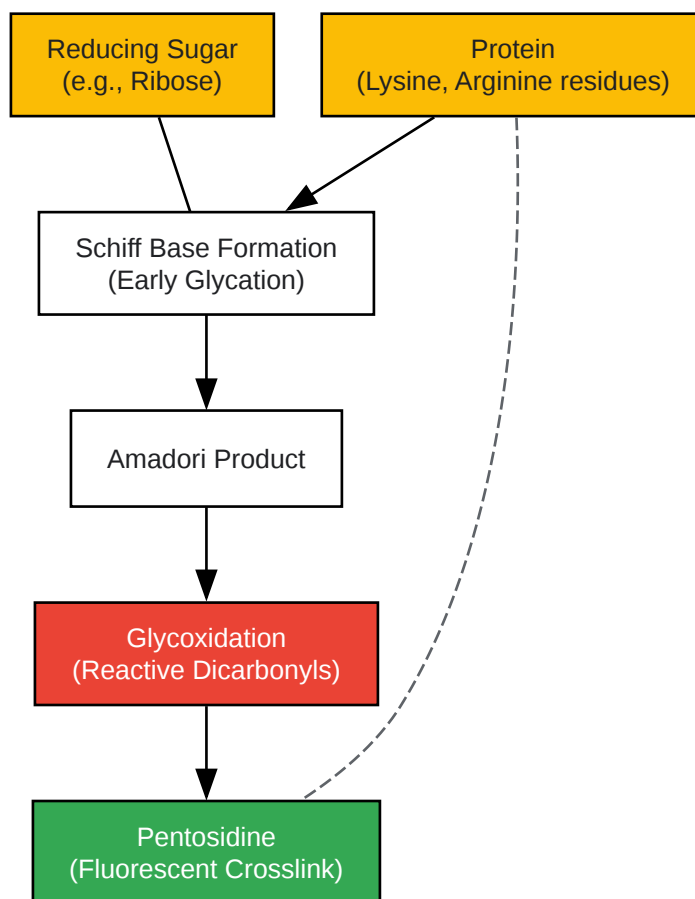 Reducing Sugar
(e.g., Ribose)
Protein
(Lysine, Arginine residues)
Schiff Base Formation
(Early Glycation)
Amadori Product
Glycoxidation
(Reactive Dicarbonyls)
Pentosidine
(Fluorescent Crosslink)